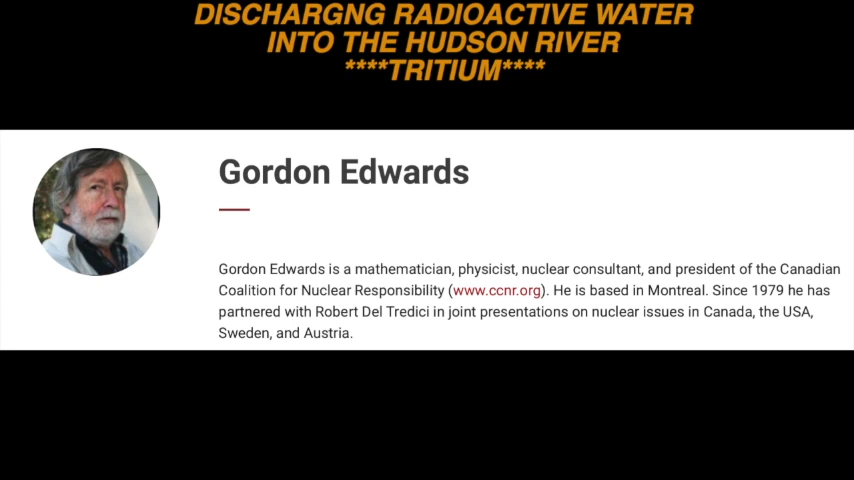 DISCHARGNG RADIOACTIVE WATER
INTO THE HUDSON RIVER
****TRITIUM****
Gordon Edwards
Gordon Edwards is a mathematician, physicist, nuclear consultant, and president of the Canadian
Coalition for Nuclear Responsibility (www.ccnr.org). He is based in Montreal. Since 1979 he has
partnered with Robert Del Tredici in joint presentations on nuclear issues in Canada, the USA,
Sweden, and Austria.